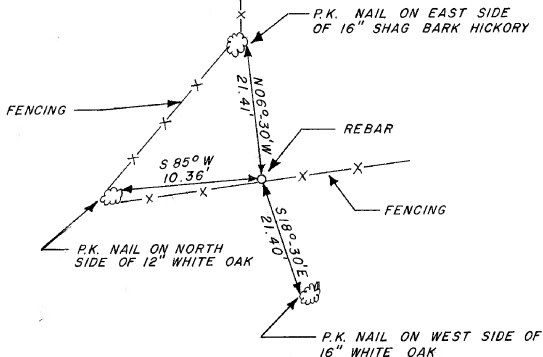 P.K. NAIL ON EAST SIDE
OF 16" SHAG BARK HICKORY
FENCING
N06°-30'W
21.41'
REBAR
S 85° W
10.36'
FENCING
S18°-30'E
21.40'
P.K. NAIL ON NORTH
SIDE OF 12" WHITE OAK
P.K. NAIL ON WEST SIDE OF
16" WHITE OAK